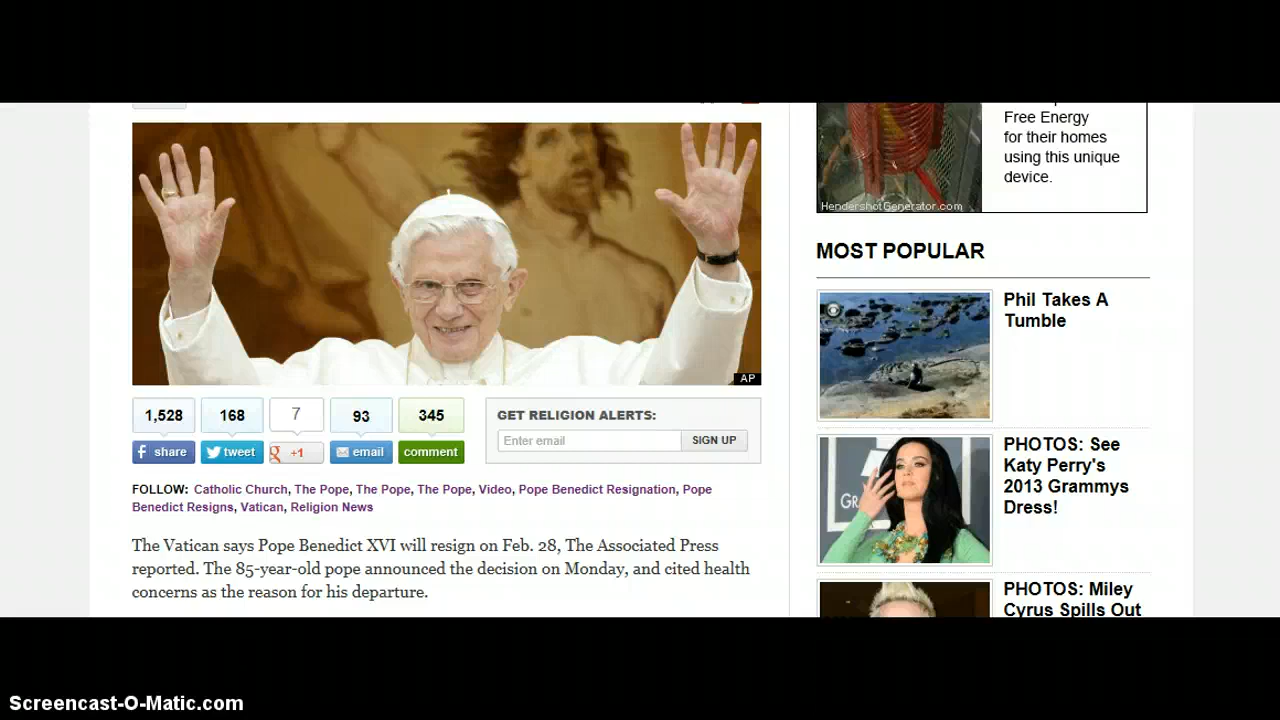 AP
1,528
168
7
93
345
share
tweet
+1
email
comment
GET RELIGION ALERTS:
Enter email
SIGN UP
FOLLOW: Catholic Church, The Pope, The Pope, The Pope, Video, Pope Benedict Resignation, Pope
Benedict Resigns, Vatican, Religion News
The Vatican says Pope Benedict XVI will resign on Feb. 28, The Associated Press
reported. The 85-year-old pope announced the decision on Monday, and cited health
concerns as the reason for his departure.
Free Energy
for their homes
using this unique
device.
HendershotGenerator.com
MOST POPULAR
Phil Takes A
Tumble
PHOTOS: See
Katy Perry's
2013 Grammys
Dress!
GR
PHOTOS: Miley
Cyrus Spills Out
Screencast-O-Matic.com